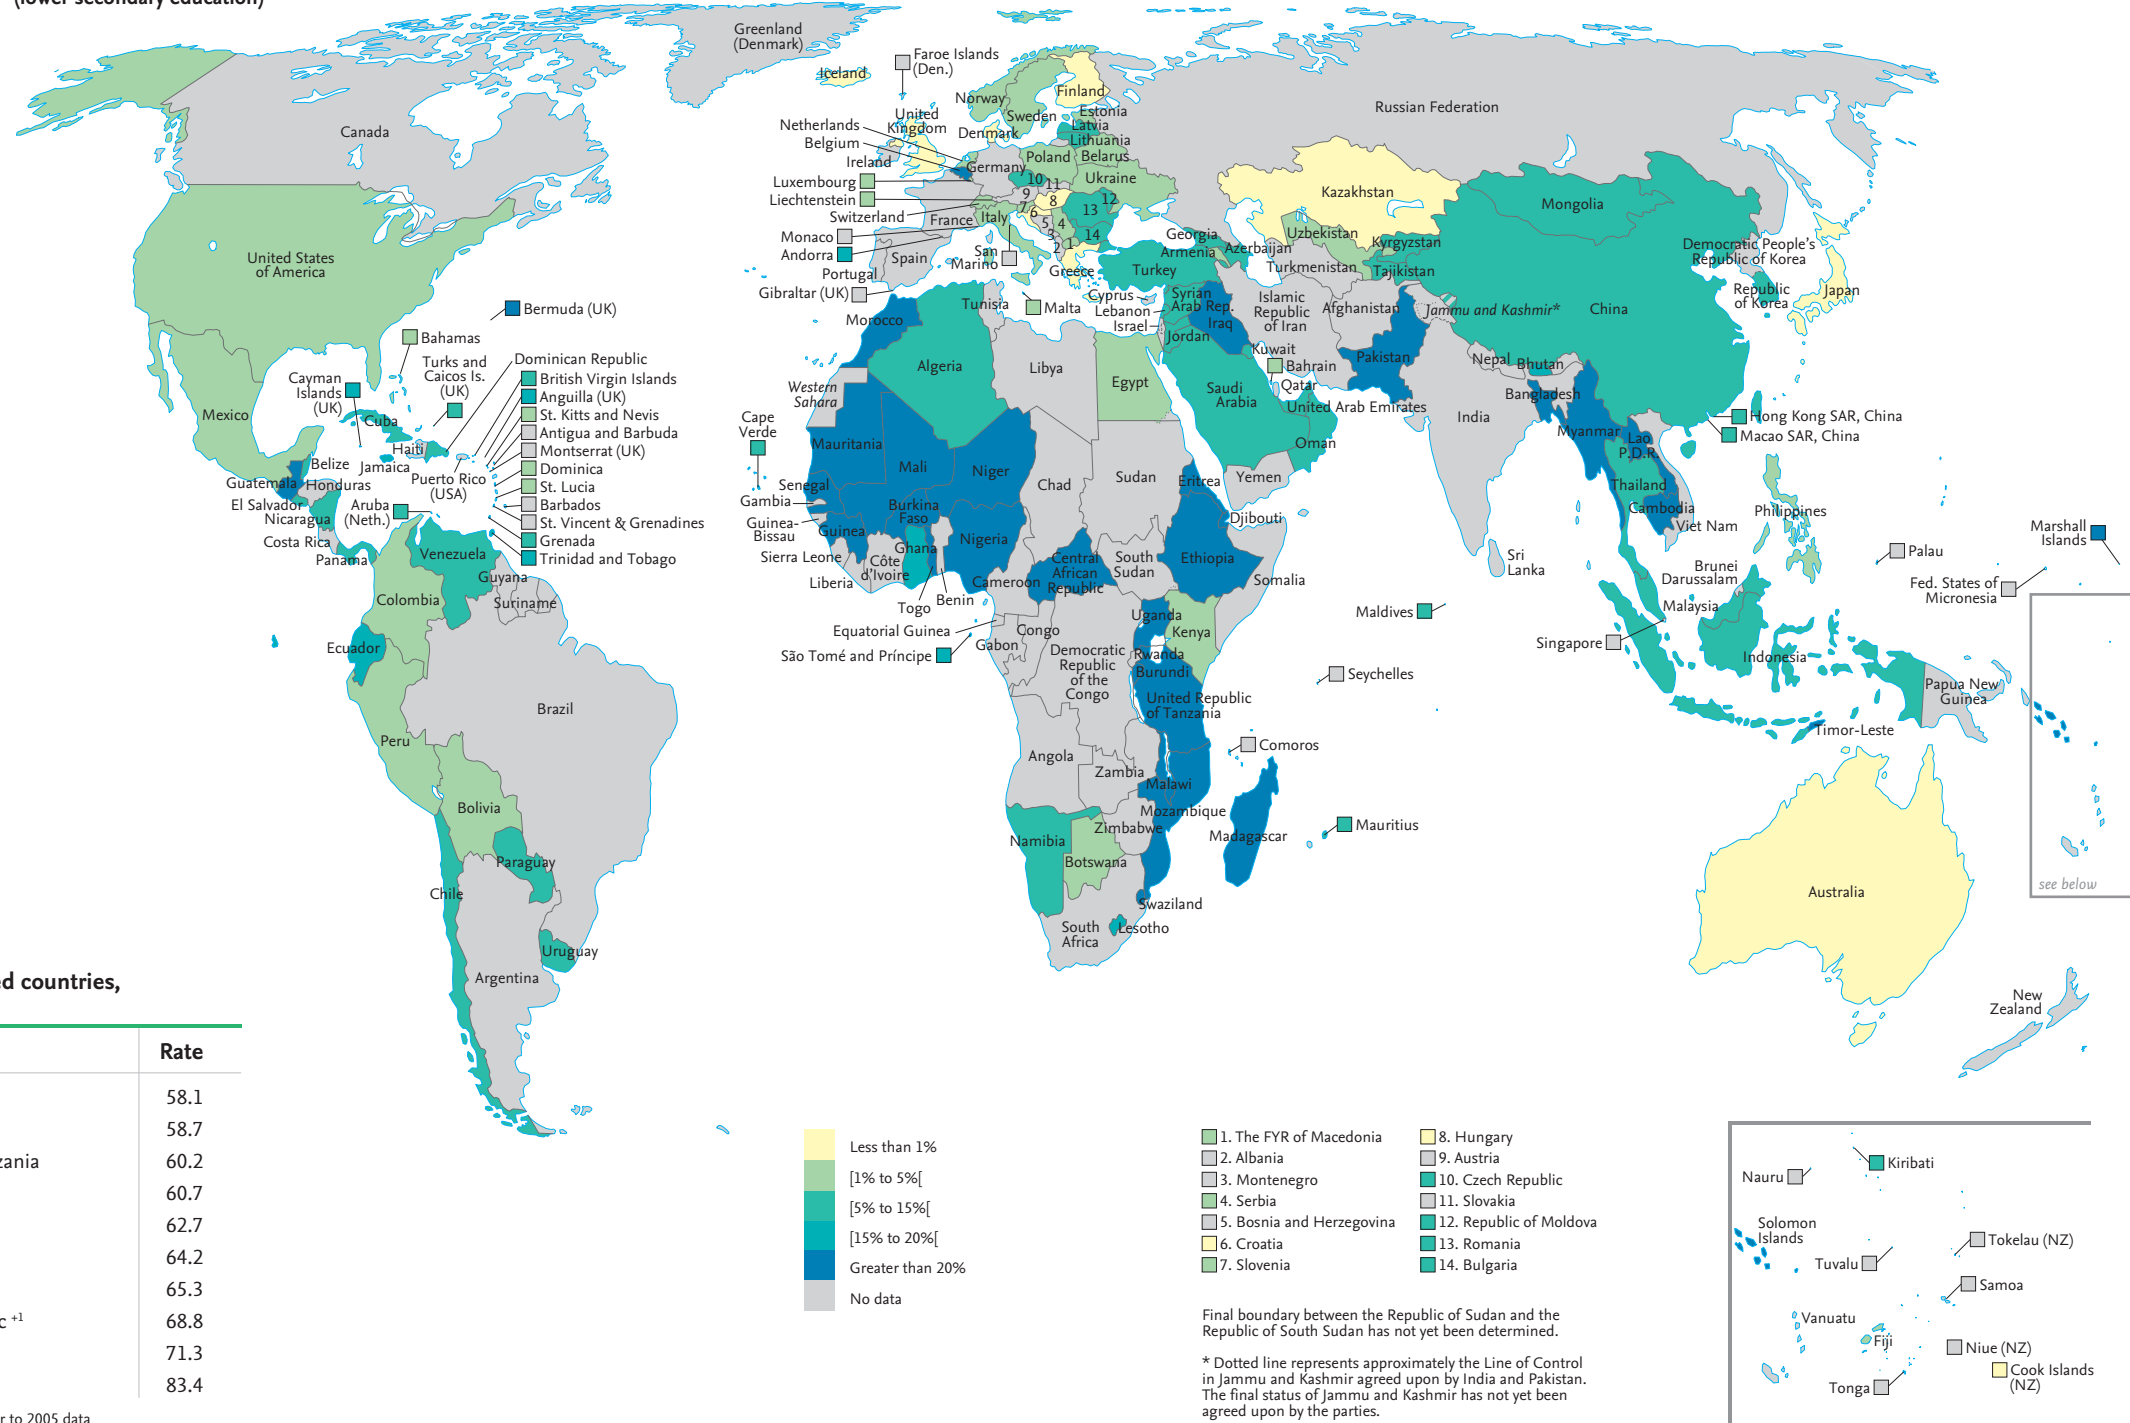 (lower secondary education)
Greenland
(Denmark)
Faroe Islands
(Den.)
Iceland
Norway
Sweden
Finland
Estonia
Latvia
Lithuania
Russian Federation
Canada
United
Kingdom
Denmark
Netherlands
Belgium
Ireland
Germany
Poland
Belarus
Luxembourg
Liechtenstein
Switzerland
Ukraine
10
11
9
8
12
13
7
6
5
4
14
3
2
1
France
Italy
Monaco
Andorra
Portugal
Spain
San
Marino
Greece
Gibraltar (UK)
Malta
Kazakhstan
Mongolia
Georgia
Armenia
Azerbaijan
Uzbekistan
Kyrgyzstan
Turkmenistan
Tajikistan
Turkey
Democratic People's
Republic of Korea
Republic
of Korea
Japan
China
United States
of America
Bermuda (UK)
Bahamas
Turks and
Caicos Is.
(UK)
Cayman
Islands
(UK)
Dominican Republic
British Virgin Islands
Anguilla (UK)
St. Kitts and Nevis
Antigua and Barbuda
Montserrat (UK)
Dominica
St. Lucia
Barbados
St. Vincent & Grenadines
Grenada
Trinidad and Tobago
Mexico
Cuba
Haiti
Jamaica
Puerto Rico
(USA)
Belize
Guatemala
Honduras
El Salvador
Nicaragua
Aruba
(Neth.)
Costa Rica
Panama
Venezuela
Guyana
Suriname
Colombia
Ecuador
Peru
Brazil
Bolivia
Paraguay
Chile
Uruguay
Argentina
Morocco
Tunisia
Algeria
Libya
Egypt
Western
Sahara
Cyprus
Lebanon
Israel
Syrian
Arab Rep.
Iraq
Jordan
Islamic
Republic
of Iran
Afghanistan
Jammu and Kashmir*
Kuwait
Bahrain
Qatar
Saudi
Arabia
United Arab Emirates
Oman
Yemen
Pakistan
Nepal
Bhutan
Bangladesh
India
Myanmar
Lao
P.D.R.
Thailand
Cambodia
Viet Nam
Hong Kong SAR, China
Macao SAR, China
Philippines
Sri
Lanka
Maldives
Brunei
Darussalam
Malaysia
Singapore
Indonesia
Papua New
Guinea
Timor-Leste
Palau
Fed. States of
Micronesia
Marshall
Islands
Cape
Verde
Mauritania
Mali
Niger
Chad
Sudan
Eritrea
Djibouti
Senegal
Gambia
Guinea-
Bissau
Guinea
Sierra Leone
Liberia
Côte
d'Ivoire
Burkina
Faso
Ghana
Togo
Benin
Nigeria
Cameroon
Central
African
Republic
South
Sudan
Ethiopia
Somalia
Uganda
Kenya
Rwanda
Burundi
Equatorial Guinea
São Tomé and Príncipe
Gabon
Congo
Democratic
Republic
of the
Congo
United Republic
of Tanzania
Seychelles
Comoros
Angola
Zambia
Malawi
Mozambique
Zimbabwe
Madagascar
Mauritius
Namibia
Botswana
Swaziland
Lesotho
South
Africa
Australia
New
Zealand
see below
ed countries,
Rate
58.1
58.7
zania 60.2
60.7
62.7
64.2
65.3
c +1 68.8
71.3
83.4
r to 2005 data
Less than 1%
[1% to 5%[
[5% to 15%[
[15% to 20%[
Greater than 20%
No data
1. The FYR of Macedonia
2. Albania
3. Montenegro
4. Serbia
5. Bosnia and Herzegovina
6. Croatia
7. Slovenia
8. Hungary
9. Austria
10. Czech Republic
11. Slovakia
12. Republic of Moldova
13. Romania
14. Bulgaria
Final boundary between the Republic of Sudan and the
Republic of South Sudan has not yet been determined.
* Dotted line represents approximately the Line of Control
in Jammu and Kashmir agreed upon by India and Pakistan.
The final status of Jammu and Kashmir has not yet been
agreed upon by the parties.
Nauru
Kiribati
Solomon
Islands
Tuvalu
Tokelau (NZ)
Samoa
Vanuatu
Fiji
Niue (NZ)
Cook Islands
(NZ)
Tonga